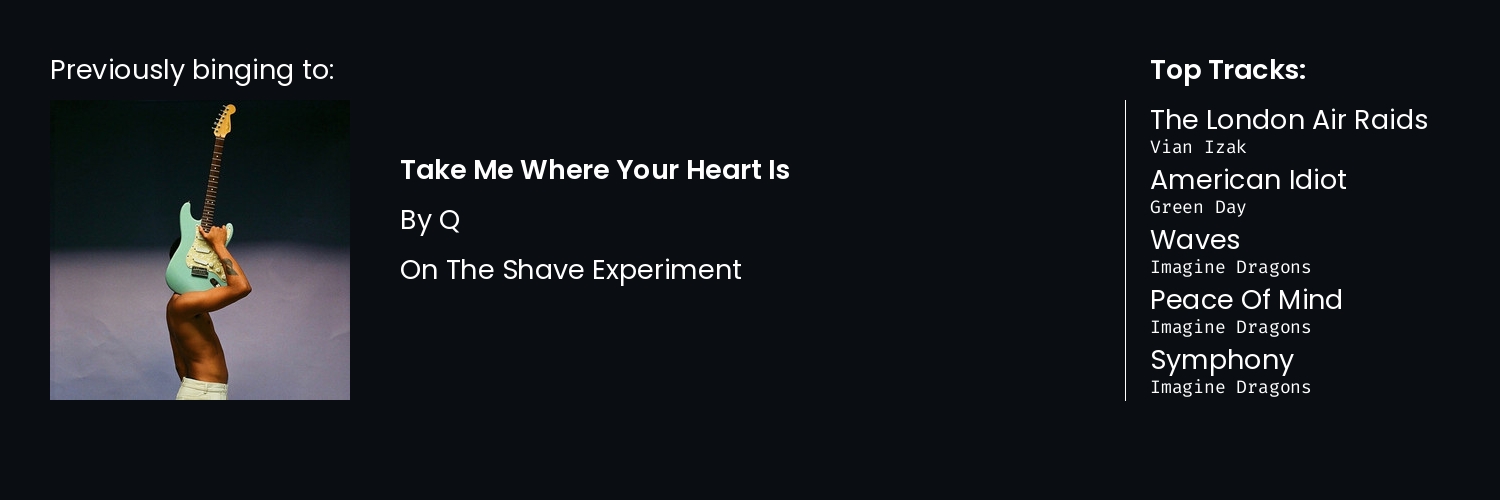 Previously binging to:
Take Me Where Your Heart Is
By Q
On The Shave Experiment
Top Tracks:
The London Air Raids
Vian Izak
American Idiot
Green Day
Waves
Imagine Dragons
Peace Of Mind
Imagine Dragons
Symphony
Imagine Dragons